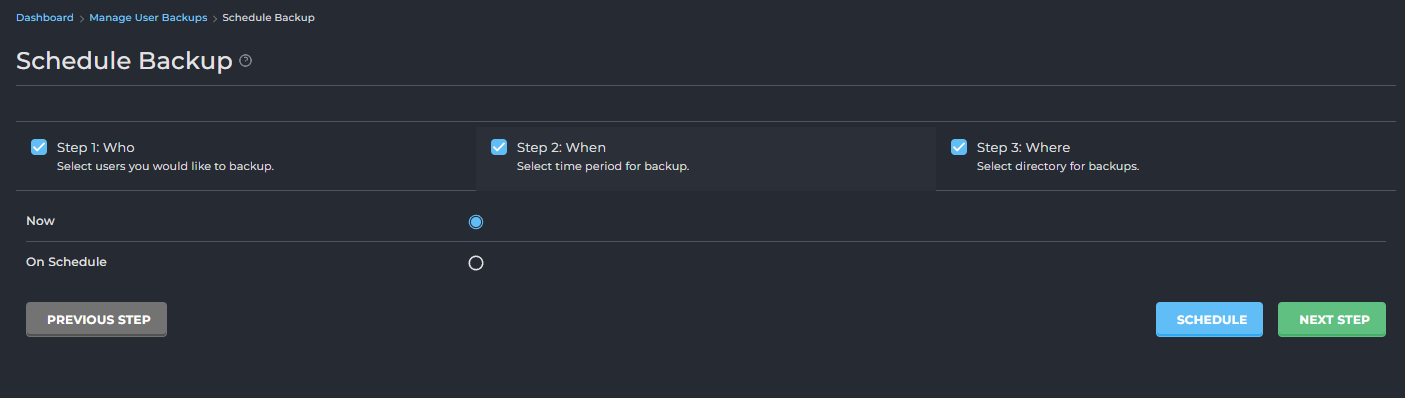 Dashboard > Manage User Backups > Schedule Backup
Schedule Backup ?
Step 1: Who
Select users you would like to backup.
Step 2: When
Select time period for backup.
Step 3: Where
Select directory for backups.
Now
On Schedule
PREVIOUS STEP
SCHEDULE
NEXT STEP